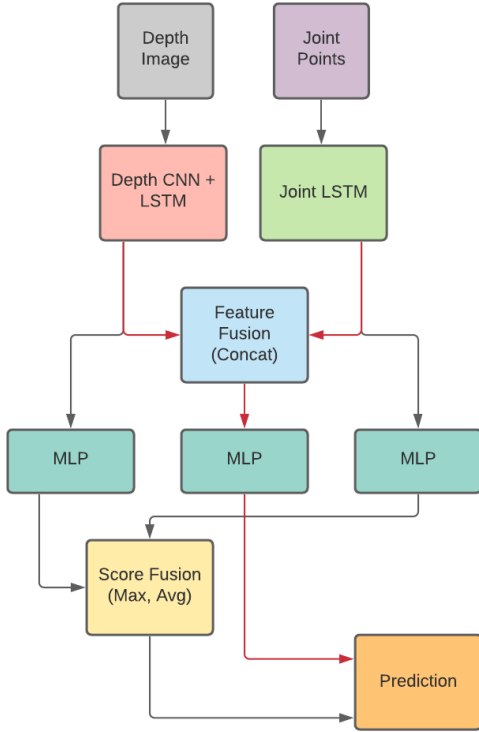 Depth
Image
Joint
Points
Depth CNN +
LSTM
Joint LSTM
Feature
Fusion
(Concat)
MLP
MLP
MLP
Score Fusion
(Max, Avg)
Prediction